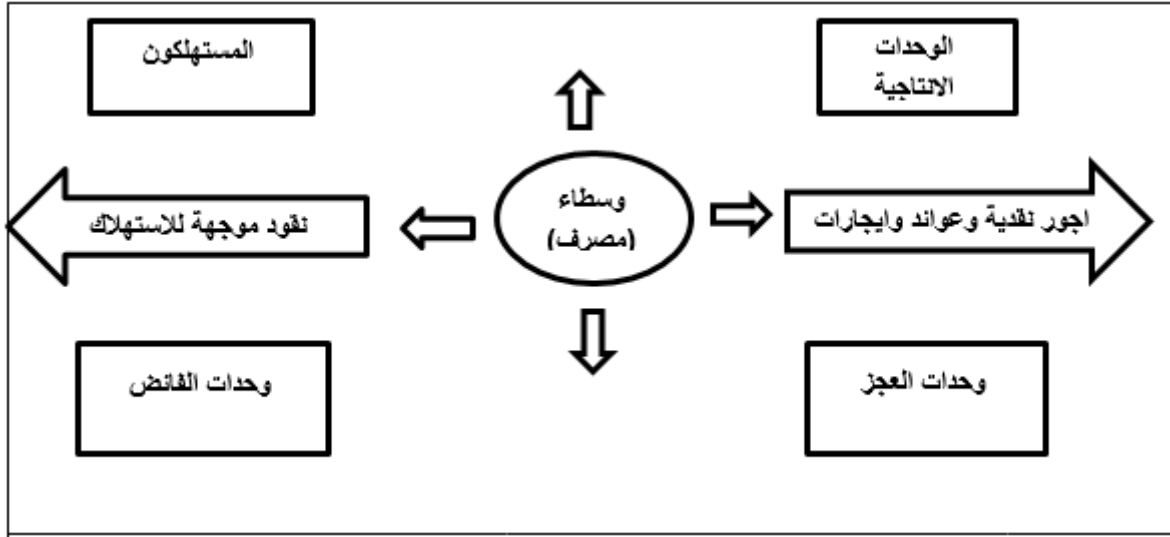 الوحدات
الانتاجية
المستهلكون
وسطاء
(مصرف)
اجور نقدية وعوائد وايجارات
نقود موجهة للاستهلاك
وحدات العجز
وحدات الفائض